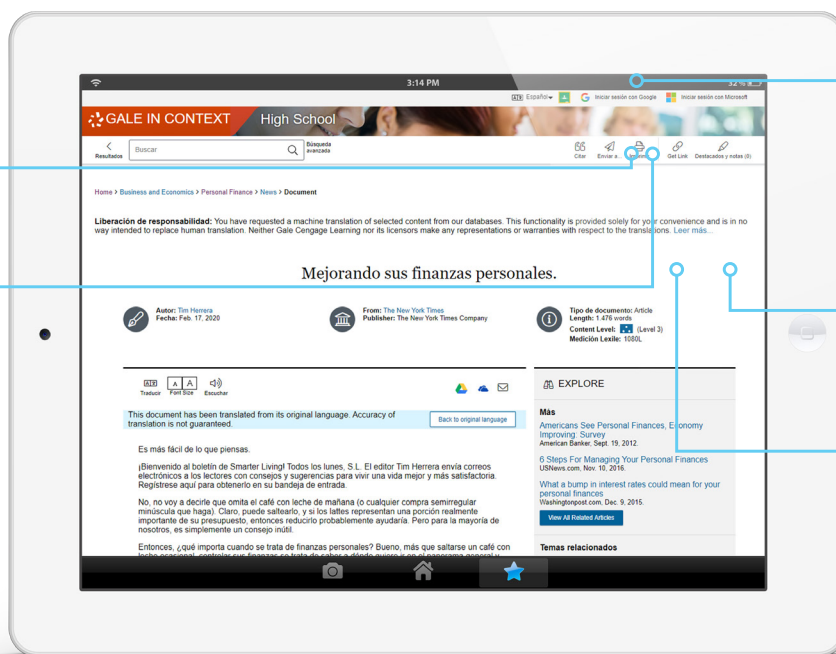 3:14 PM
52%
Español
Iniciar sesión con Google
Iniciar sesión con Microsoft
GALE IN CONTEXT High School
Resultados
Buscar
Búsqueda avanzada
Citar
Enviar a...
Get Link
Destacados y notas (0)
Home > Business and Economics > Personal Finance > News > Document
Liberación de responsabilidad: You have requested a machine translation of selected content from our databases. This functionality is provided solely for your convenience and is in no
way intended to replace human translation. Neither Gale Cengage Learning nor its licensors make any representations or warranties with respect to the translations. Leer más...
Mejorando sus finanzas personales.
Autor: Tim Herrera
Fecha: Feb. 17, 2020
From: The New York Times
Publisher: The New York Times Company
Tipo de documento: Article
Length: 1.476 words
Content Level: (Level 3)
Medición Lexile: 1080L
Traducir
A A
Font Size
Escuchar
This document has been translated from its original language. Accuracy of
translation is not guaranteed.
Back to original language
Es más fácil de lo que piensas.
¡Bienvenido al boletín de Smarter Living! Todos los lunes, S.L. El editor Tim Herrera envía correos
electrónicos a los lectores con consejos y sugerencias para vivir una vida mejor y más satisfactoria.
Regístrese aquí para obtenerlo en su bandeja de entrada.
No, no voy a decirle que omita el café con leche de mañana (o cualquier compra semirregular
minúscula que haga). Claro, puede saltearlo, y si los lattes representan una porción realmente
importante de su presupuesto, entonces reducirlo probablemente ayudaría. Pero para la mayoría de
nosotros, es simplemente un consejo inútil.
Entonces, ¿qué importa cuando se trata de finanzas personales? Bueno, más que saltarse un café con
EXPLORE
Más
Americans See Personal Finances, Economy
Improving: Survey
American Banker, Sept. 19, 2012.
6 Steps For Managing Your Personal Finances
USNews.com, Nov. 10, 2016.
What a bump in interest rates could mean for your
personal finances
Washingtonpost.com, Dec. 9, 2015.
View All Related Articles
Temas relacionados